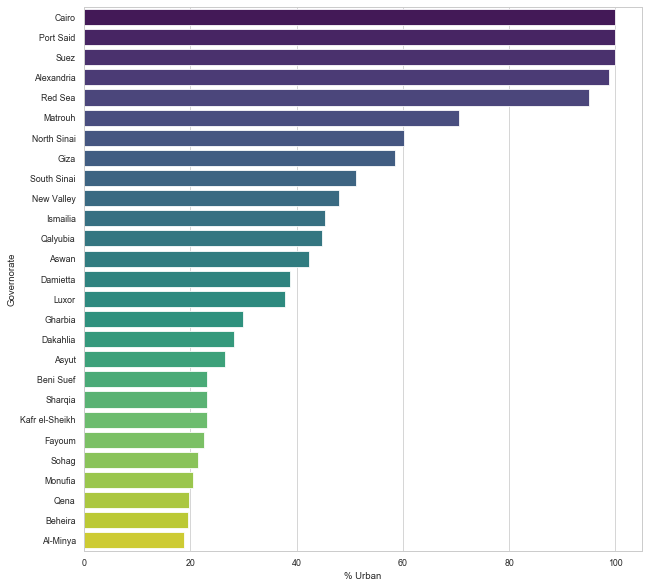 Cairo
Port Said
Suez
Alexandria
Red Sea
Matrouh
North Sinai
Giza
South Sinai
New Valley
Ismailia
Qalyubia
Aswan
Damietta
Luxor
Gharbia
Dakahlia
Asyut
Beni Suef
Sharqia
Kafr el-Sheikh
Fayoum
Sohag
Monufia
Qena
Beheira
Al-Minya
Governorate
0 20 40 60 80 100
% Urban